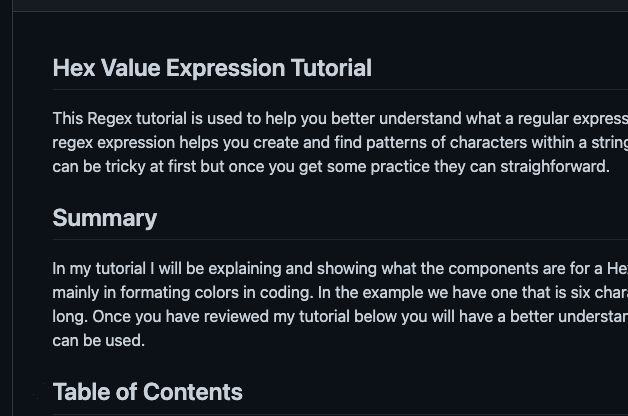 Hex Value Expression Tutorial
This Regex tutorial is used to help you better understand what a regular express
regex expression helps you create and find patterns of characters within a string
can be tricky at first but once you get some practice they can straighforward.
Summary
In my tutorial I will be explaining and showing what the components are for a He
mainly in formating colors in coding. In the example we have one that is six char
long. Once you have reviewed my tutorial below you will have a better understan
can be used.
Table of Contents